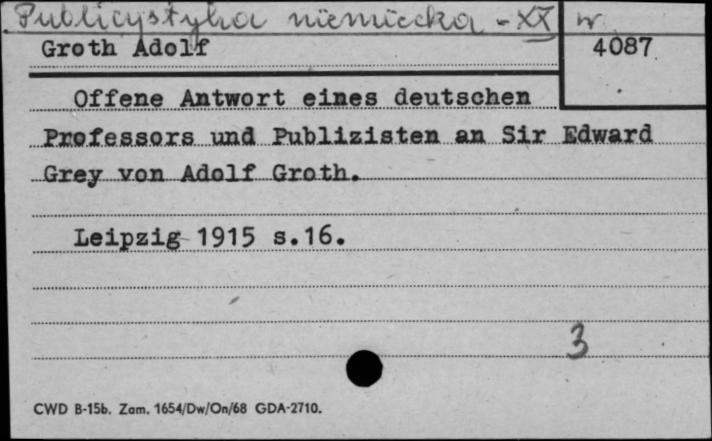 Publicystyka niemiecka - XX w.
Groth Adolf
4087
Offene Antwort eines deutschen
Professors und Publizisten an Sir Edward
Grey von Adolf Groth.
Leipzig 1915 s.16.
3
CWD B-15b. Zam. 1654/Dw/On/68 GDA-2710.